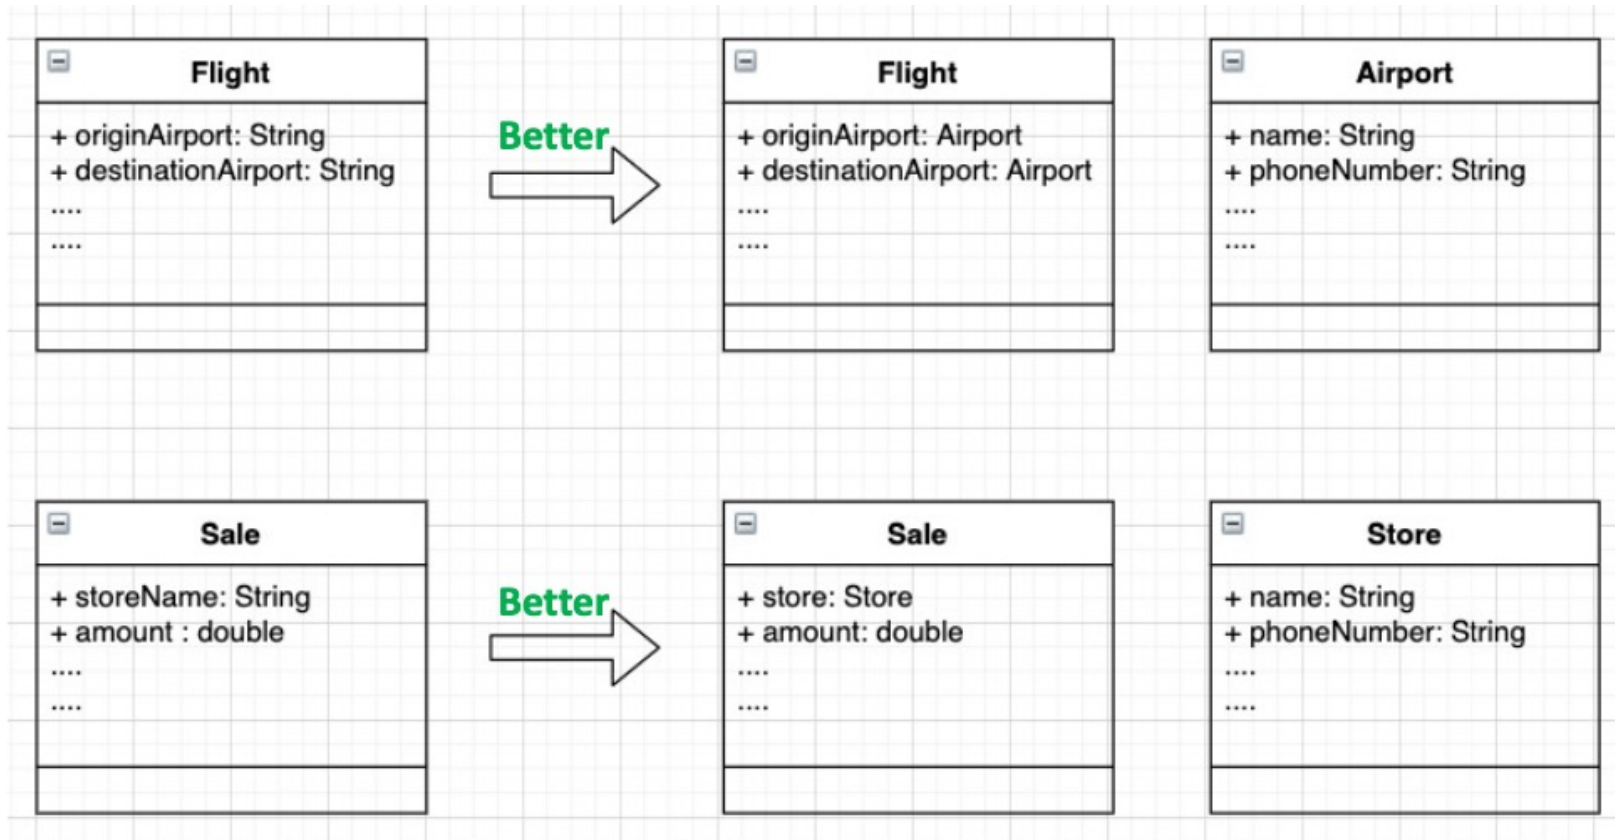 Flight
+ originAirport: String
+ destinationAirport: String
....
....
Better
Flight
+ originAirport: Airport
+ destinationAirport: Airport
....
....
Airport
+ name: String
+ phoneNumber: String
....
....
Sale
+ storeName: String
+ amount : double
....
....
Better
Sale
+ store: Store
+ amount: double
....
....
Store
+ name: String
+ phoneNumber: String
....
....